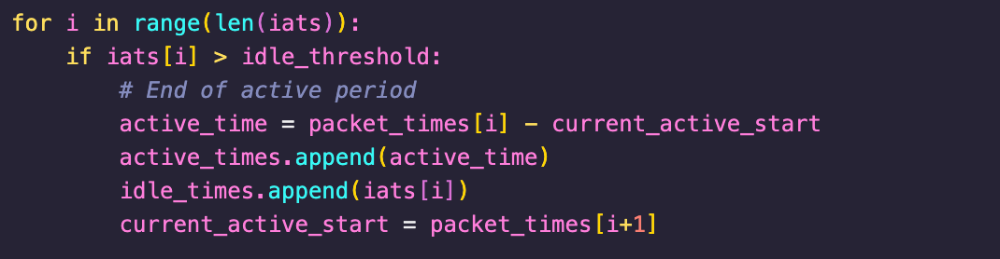 for i in range(len(iats)):
    if iats[i] > idle_threshold:
        # End of active period
        active_time = packet_times[i] - current_active_start
        active_times.append(active_time)
        idle_times.append(iats[i])
        current_active_start = packet_times[i+1]